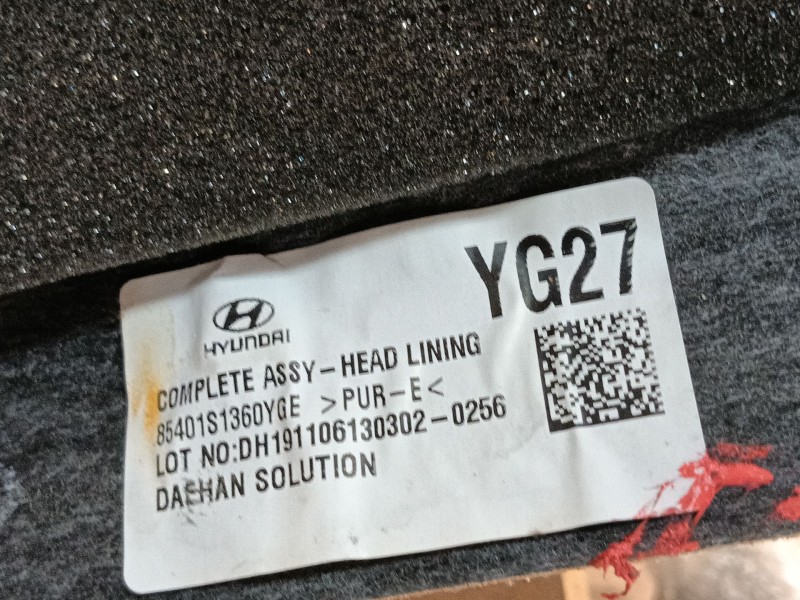 YG27
HYUNDAI
COMPLETE ASSY-HEAD LINING
85401S1360YGE >PUR-E<
LOT NO:DH191106130302-0256
DAEHAN SOLUTION